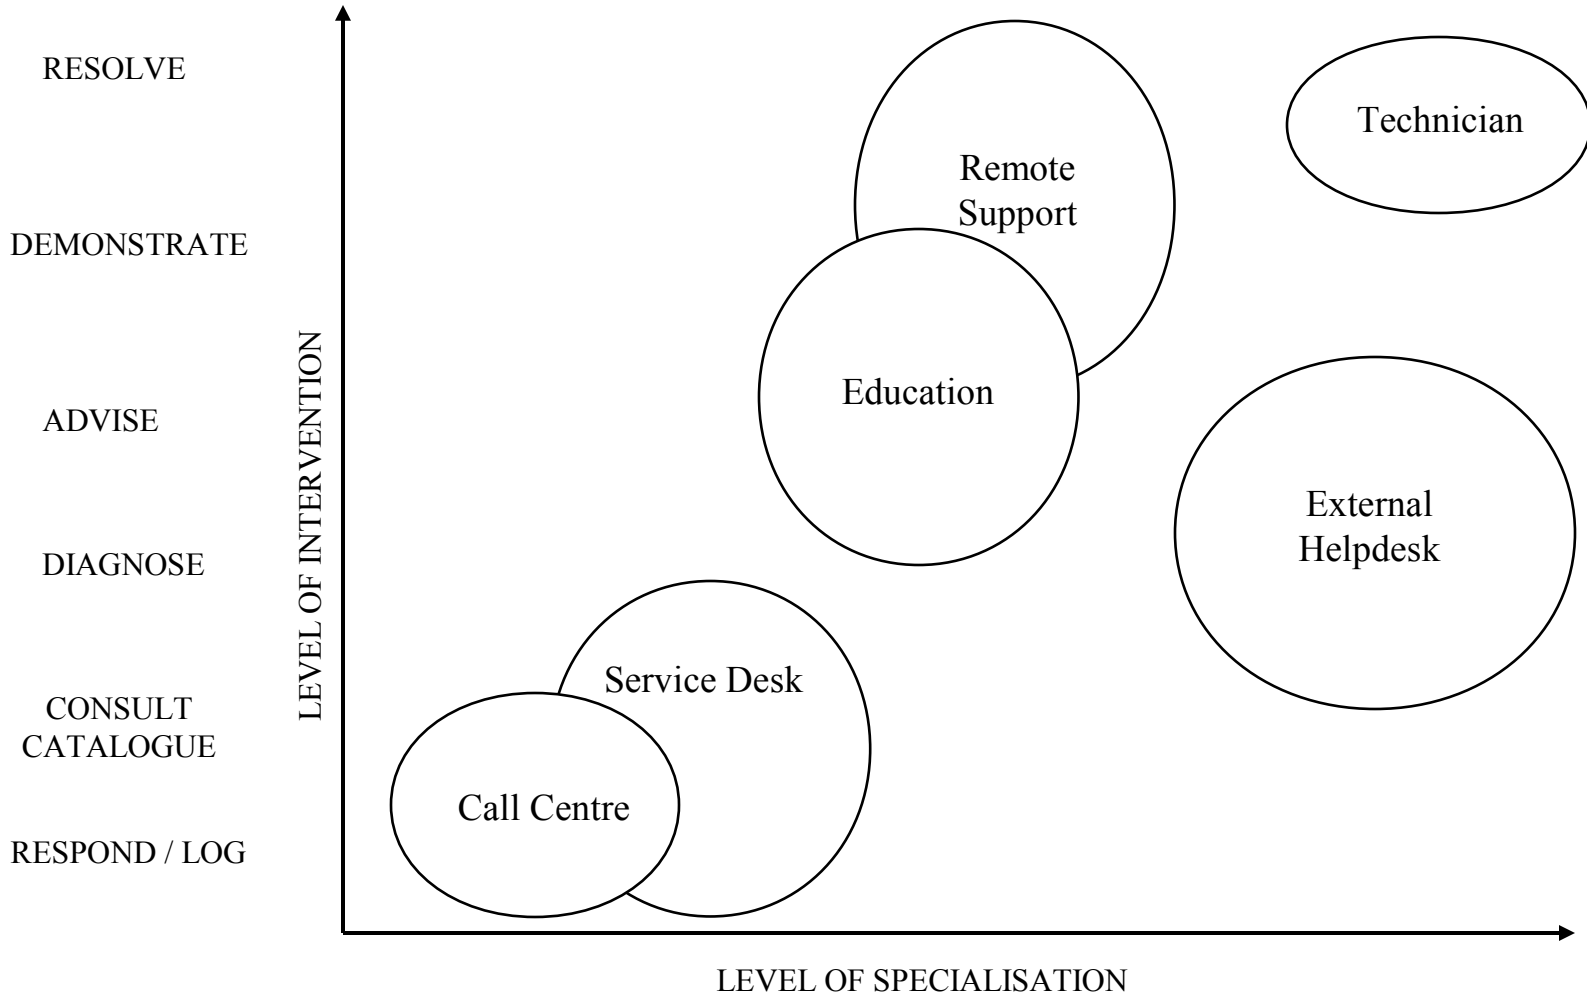 RESOLVE
Technician
Remote
Support
DEMONSTRATE
LEVEL OF INTERVENTION
Education
ADVISE
External
Helpdesk
DIAGNOSE
Service Desk
CONSULT
CATALOGUE
Call Centre
RESPOND / LOG
LEVEL OF SPECIALISATION